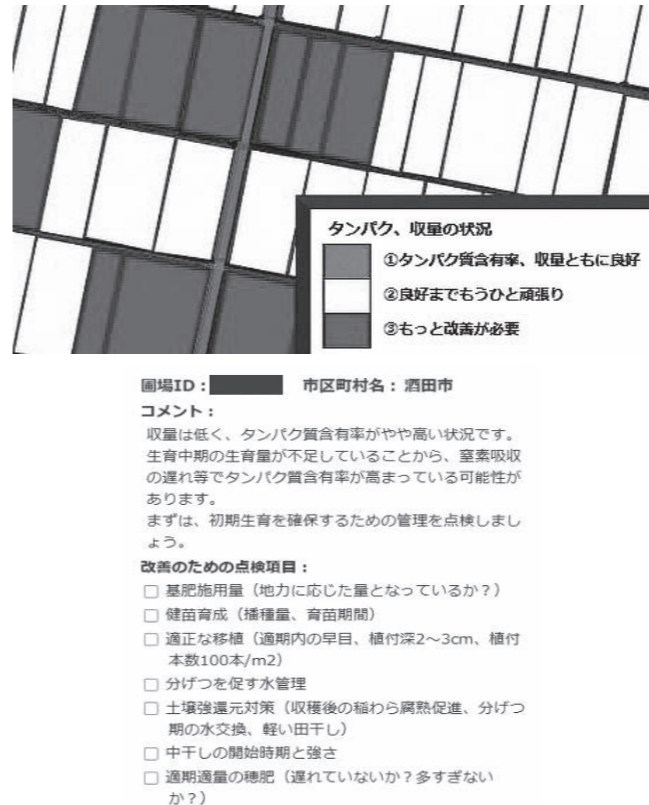 タンパク、収量の状況
①タンパク質含有率、収量ともに良好
②良好までもうひと頑張り
③もっと改善が必要
圃場ID： 市区町村名：酒田市
コメント：
収量は低く、タンパク質含有率がやや高い状況です。
生育中期の生育量が不足していることから、窒素吸収
の遅れ等でタンパク質含有率が高まっている可能性が
あります。
まずは、初期生育を確保するための管理を点検しまし
ょう。
改善のための点検項目：
□ 基肥施用量（地力に応じた量となっているか？）
□ 健苗育成（播種量、育苗期間）
□ 適正な移植（適期内の早目、植付深2～3cm、植付
本数100本/m2）
□ 分げつを促す水管理
□ 土壌強還元対策（収穫後の稲わら腐熟促進、分げつ
期の水交換、軽い田干し）
□ 中干しの開始時期と強さ
□ 適期適量の穂肥（遅れていないか？多すぎない
か？）